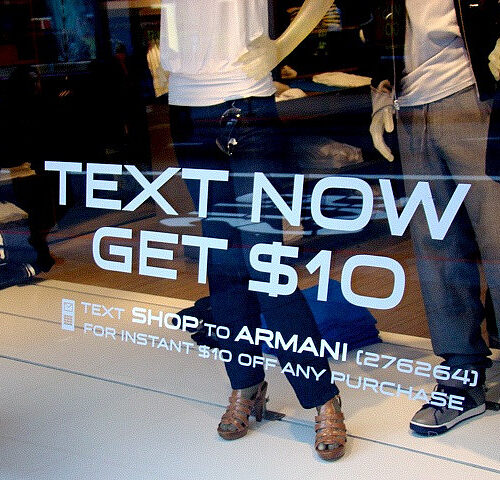 TEXT NOW
GET $10
TEXT SHOP TO ARMANI (276264)
FOR INSTANT $10 OFF ANY PURCHASE